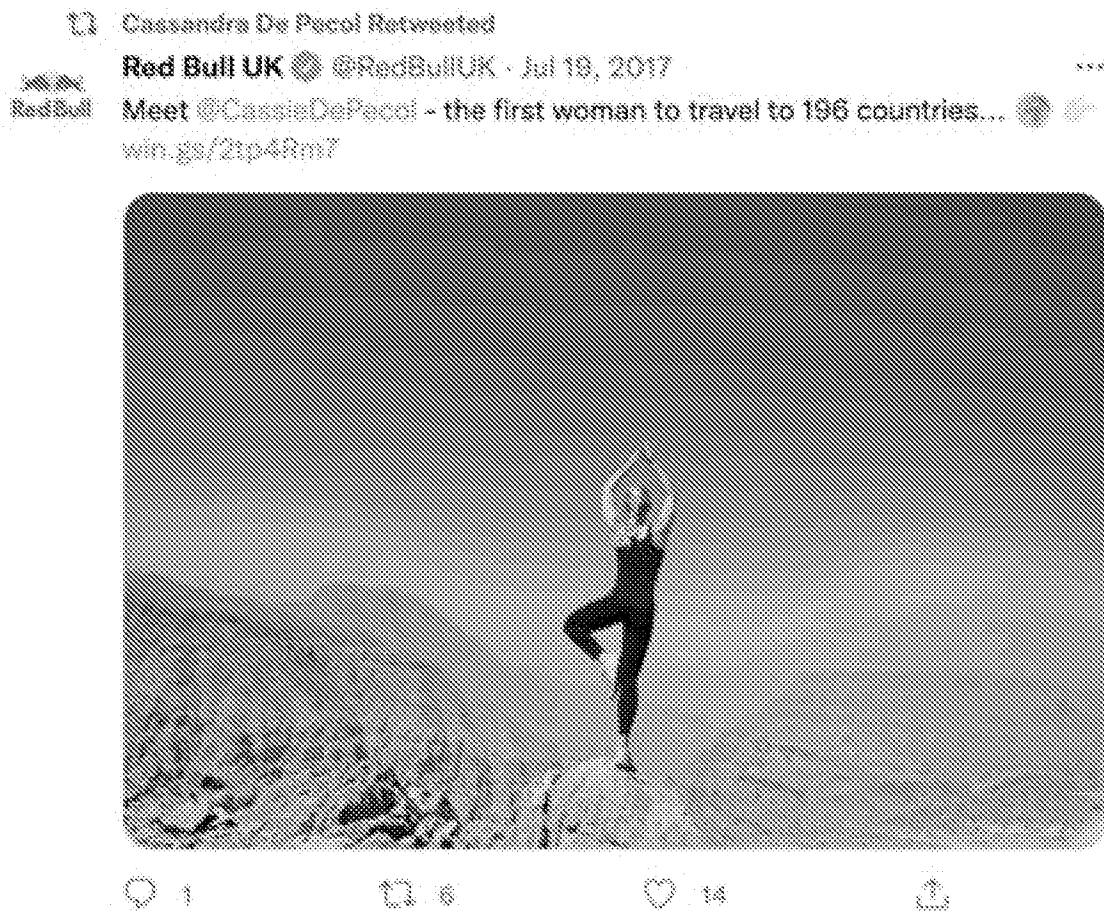 Cassandra De Pecol Retweeted
Red Bull UK @RedBullUK · Jul 19, 2017
Red Bull
Meet @CassieDePecol - the first woman to travel to 196 countries...
win.gs/2tp4Rm7
1 6 14